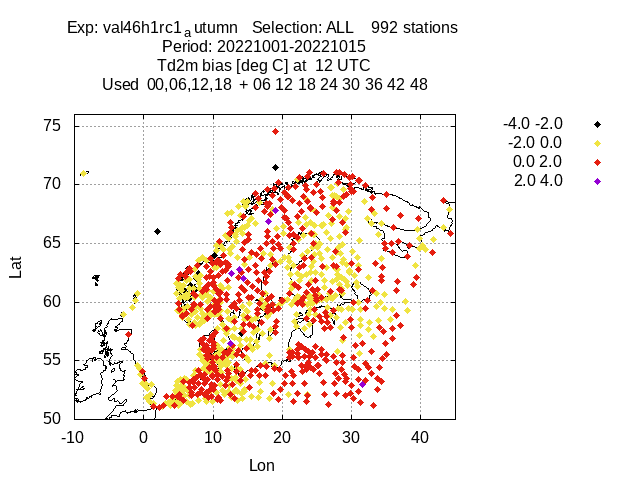 Exp: val46h1rc1autumn   Selection: ALL    992 stations
Period: 20221001-20221015
Td2m bias [deg C] at  12 UTC
Used  00,06,12,18  + 06 12 18 24 30 36 42 48
-4.0 -2.0
-2.0 0.0
0.0 2.0
2.0 4.0
75
70
65
60
55
50
Lat
-10 0 10 20 30 40
Lon